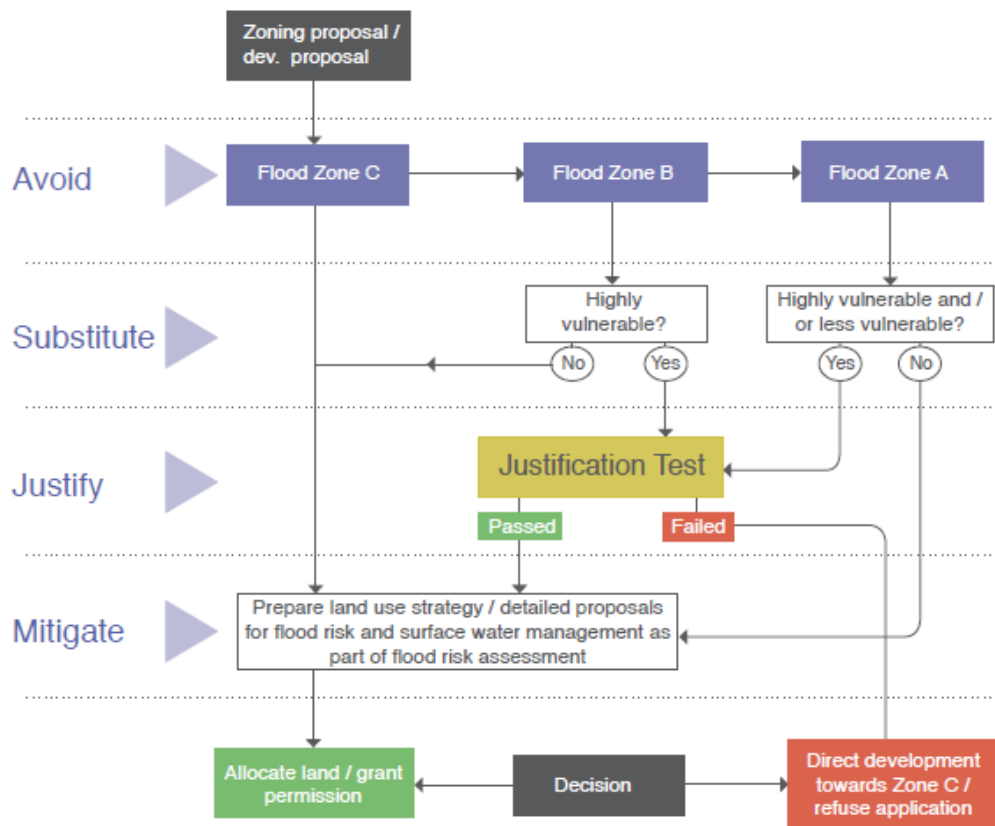 Zoning proposal /
dev. proposal
Avoid
Flood Zone C
Flood Zone B
Flood Zone A
Substitute
Highly
vulnerable?
Highly vulnerable and /
or less vulnerable?
No
Yes
Yes
No
Justify
Justification Test
Passed
Failed
Mitigate
Prepare land use strategy / detailed proposals
for flood risk and surface water management as
part of flood risk assessment
Allocate land / grant
permission
Decision
Direct development
towards Zone C /
refuse application